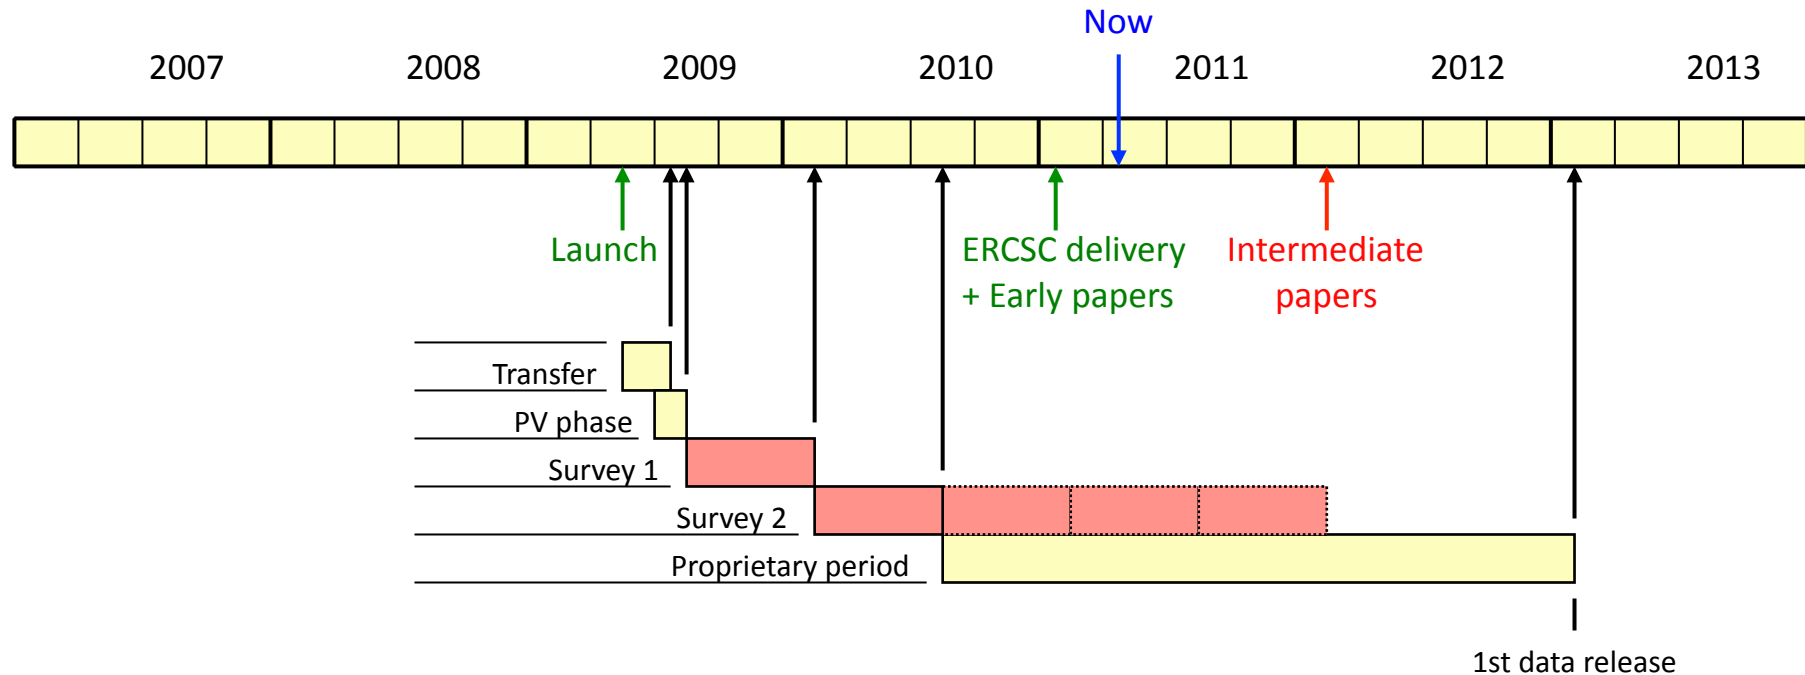 Now
2007 2008 2009 2010 2011 2012 2013
Launch
ERCSC delivery
+ Early papers
Intermediate
papers
Transfer
PV phase
Survey 1
Survey 2
Proprietary period
1st data release